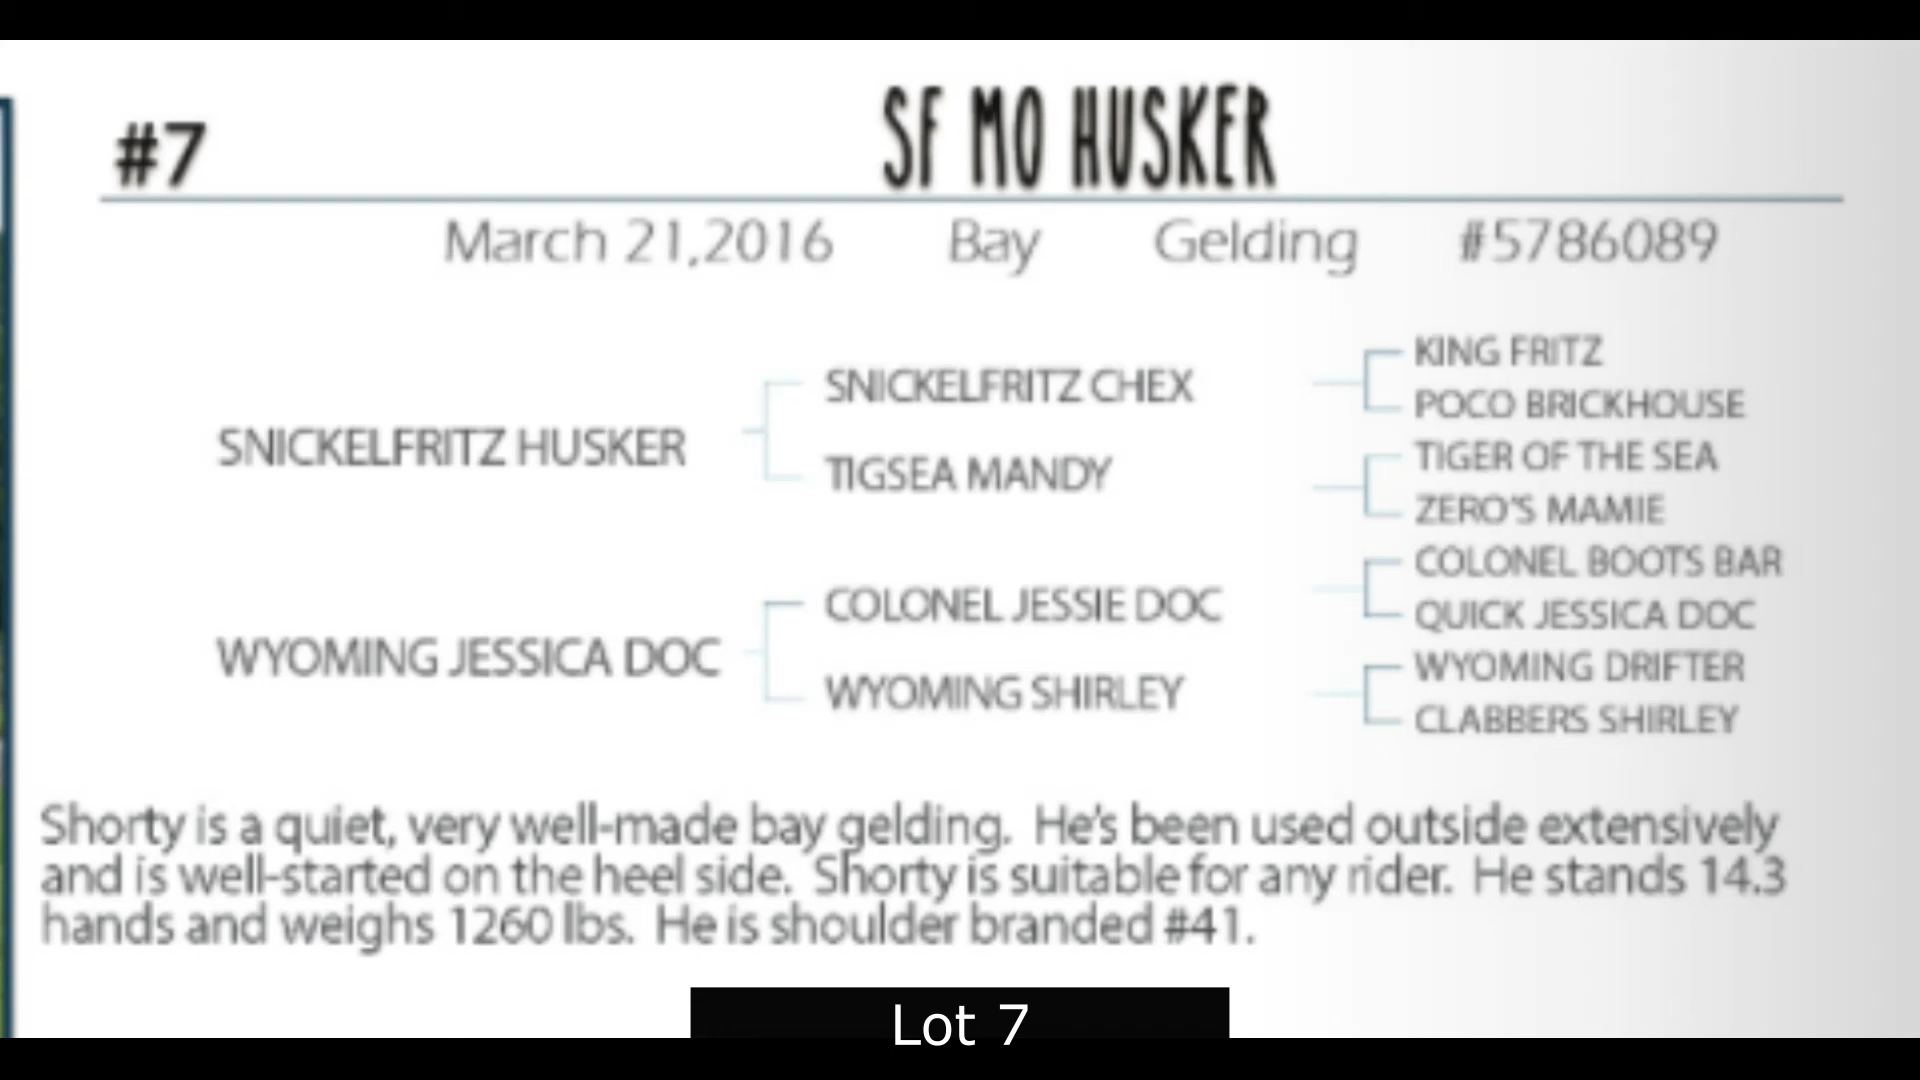 #7 SF MO HUSKER
March 21,2016 Bay Gelding #5786089
KING FRITZ
SNICKELFRITZ CHEX
POCO BRICKHOUSE
SNICKELFRITZ HUSKER
TIGER OF THE SEA
TIGSEA MANDY
ZERO'S MAMIE
COLONEL BOOTS BAR
COLONEL JESSIE DOC
QUICK JESSICA DOC
WYOMING JESSICA DOC
WYOMING DRIFTER
WYOMING SHIRLEY
CLABBERS SHIRLEY
Shorty is a quiet, very well-made bay gelding. He's been used outside extensively
and is well-started on the heel side. Shorty is suitable for any rider. He stands 14.3
hands and weighs 1260 lbs. He is shoulder branded #41.
Lot 7